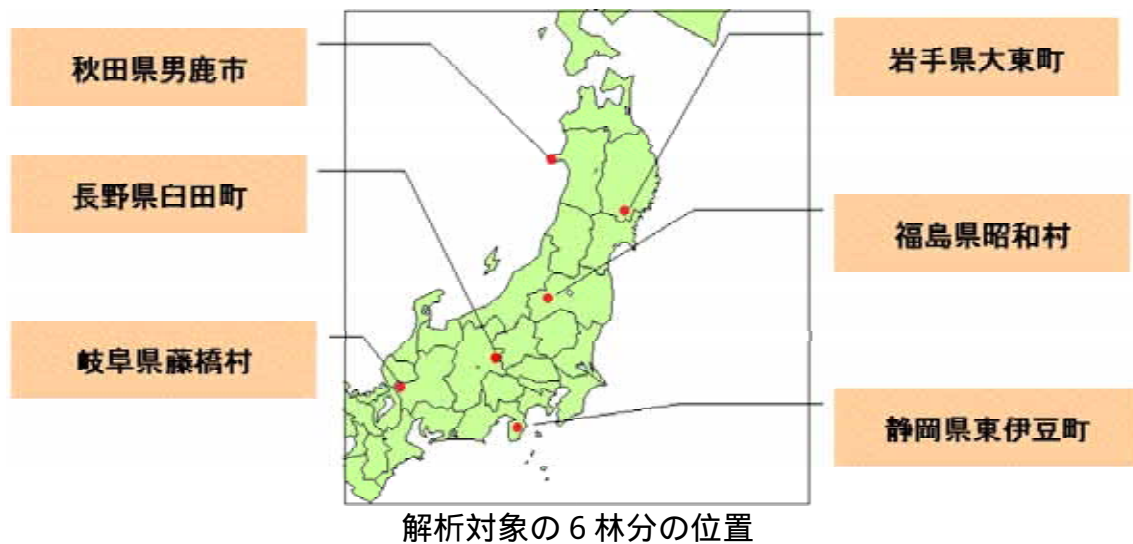 秋田県男鹿市
岩手県大東町
長野県臼田町
福島県昭和村
岐阜県藤橋村
静岡県東伊豆町
解析対象の6林分の位置